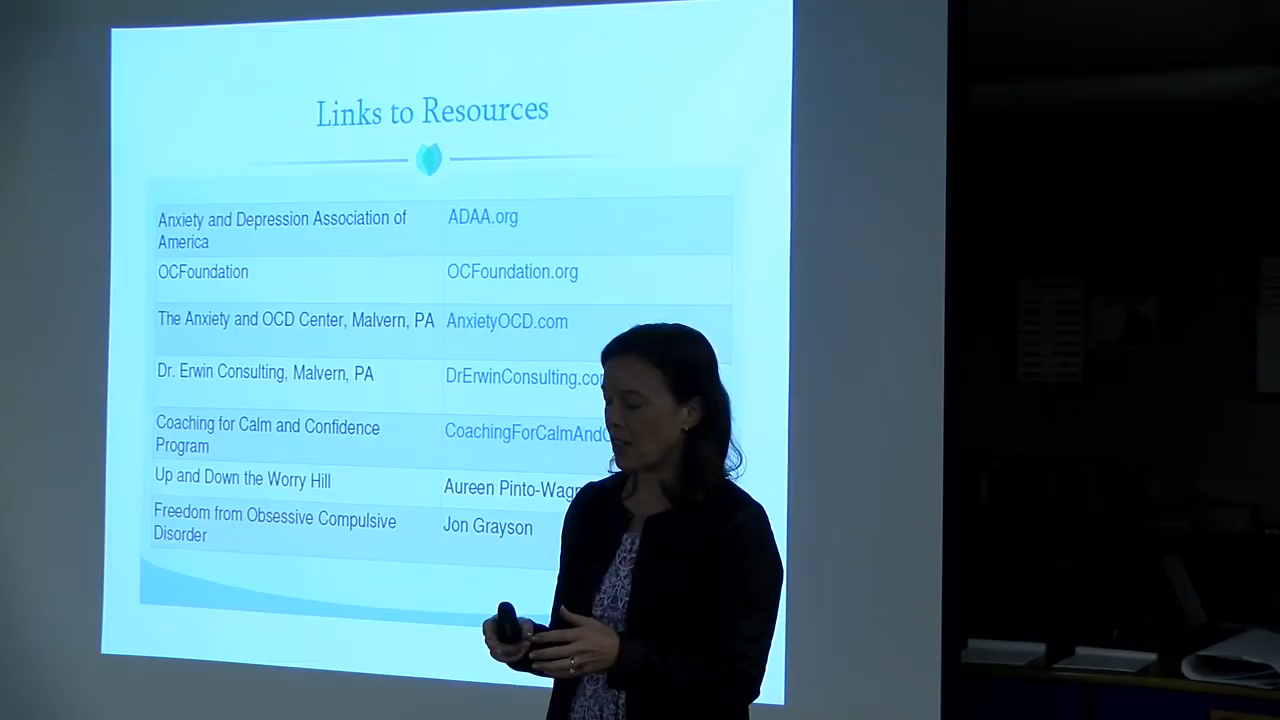 Links to Resources
Anxiety and Depression Association of America ADAA.org
OCFoundation OCFoundation.org
The Anxiety and OCD Center, Malvern, PA AnxietyOCD.com
Dr. Erwin Consulting, Malvern, PA DrErwinConsulting.co
Coaching for Calm and Confidence Program CoachingForCalmAnd
Up and Down the Worry Hill Aureen Pinto-Wag
Freedom from Obsessive Compulsive Disorder Jon Grayson